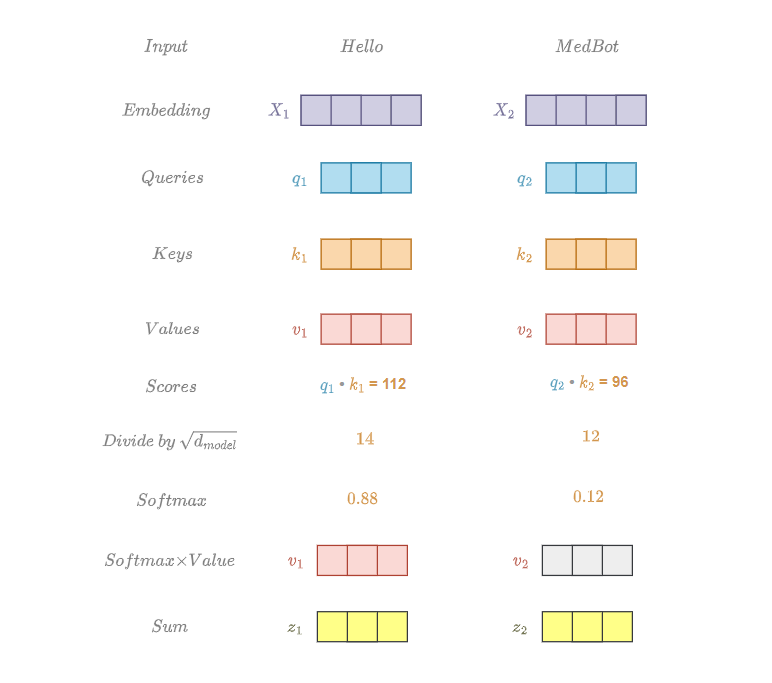 Input Hello MedBot
Embedding X₁ X₂
Queries q₁ q₂
Keys k₁ k₂
Values v₁ v₂
Scores q₁ • k₁ = 112 q₂ • k₂ = 96
Divide by √d_model 14 12
Softmax 0.88 0.12
Softmax×Value v₁ v₂
Sum z₁ z₂